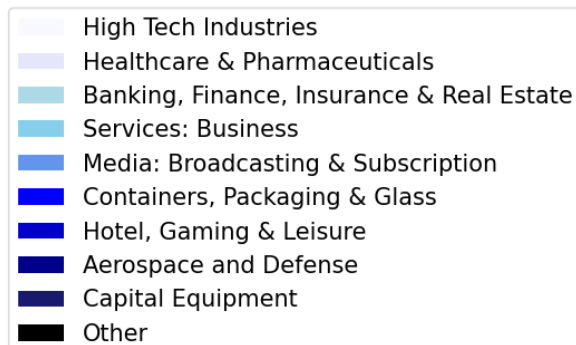 High Tech Industries
Healthcare & Pharmaceuticals
Banking, Finance, Insurance & Real Estate
Services: Business
Media: Broadcasting & Subscription
Containers, Packaging & Glass
Hotel, Gaming & Leisure
Aerospace and Defense
Capital Equipment
Other